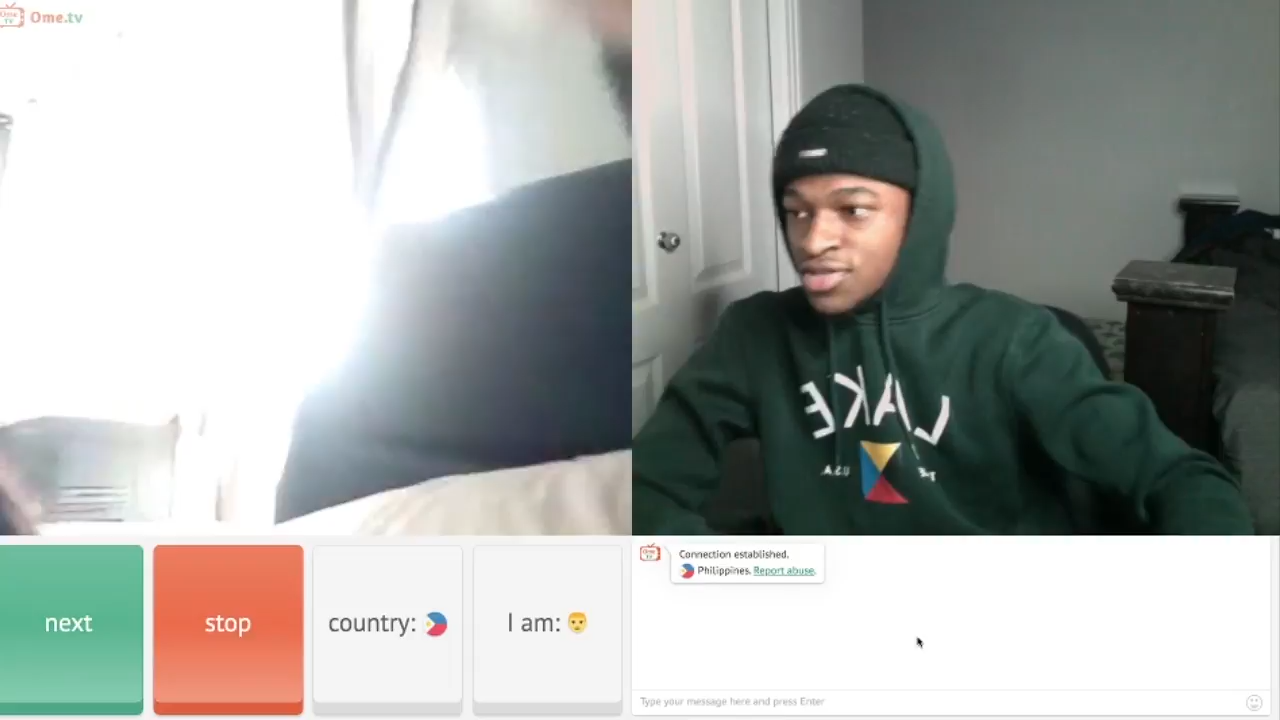 Ome.tv
LAKE
U.S.A.
next
stop
country:
I am:
Connection established.
Philippines. Report abuse.
Type your message here and press Enter